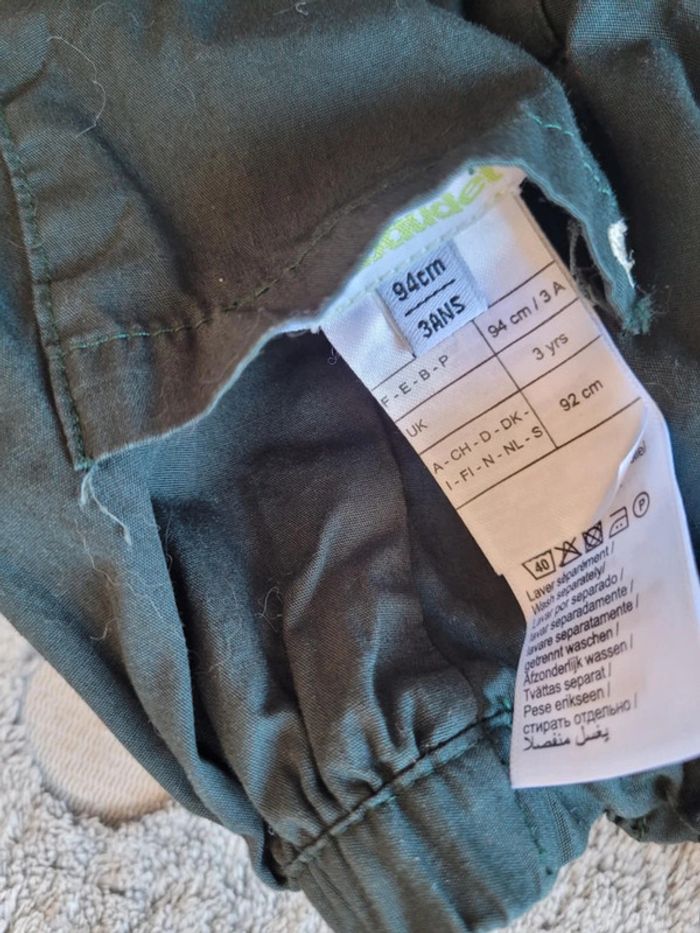 94cm
3ANS
F - E - B - P
94 cm / 3 A
UK
3 yrs
A - CH - D - DK -
I - FI - N - NL - S
92 cm
40
P
Laver séparément /
Wash separately/
Lavar por separado /
lavar separadamente /
lavare separatamente /
getrennt waschen /
Afzonderlijk wassen /
Tvättas separat /
Pese erikseen /
стирать отдельно /
يغسل منفصلا